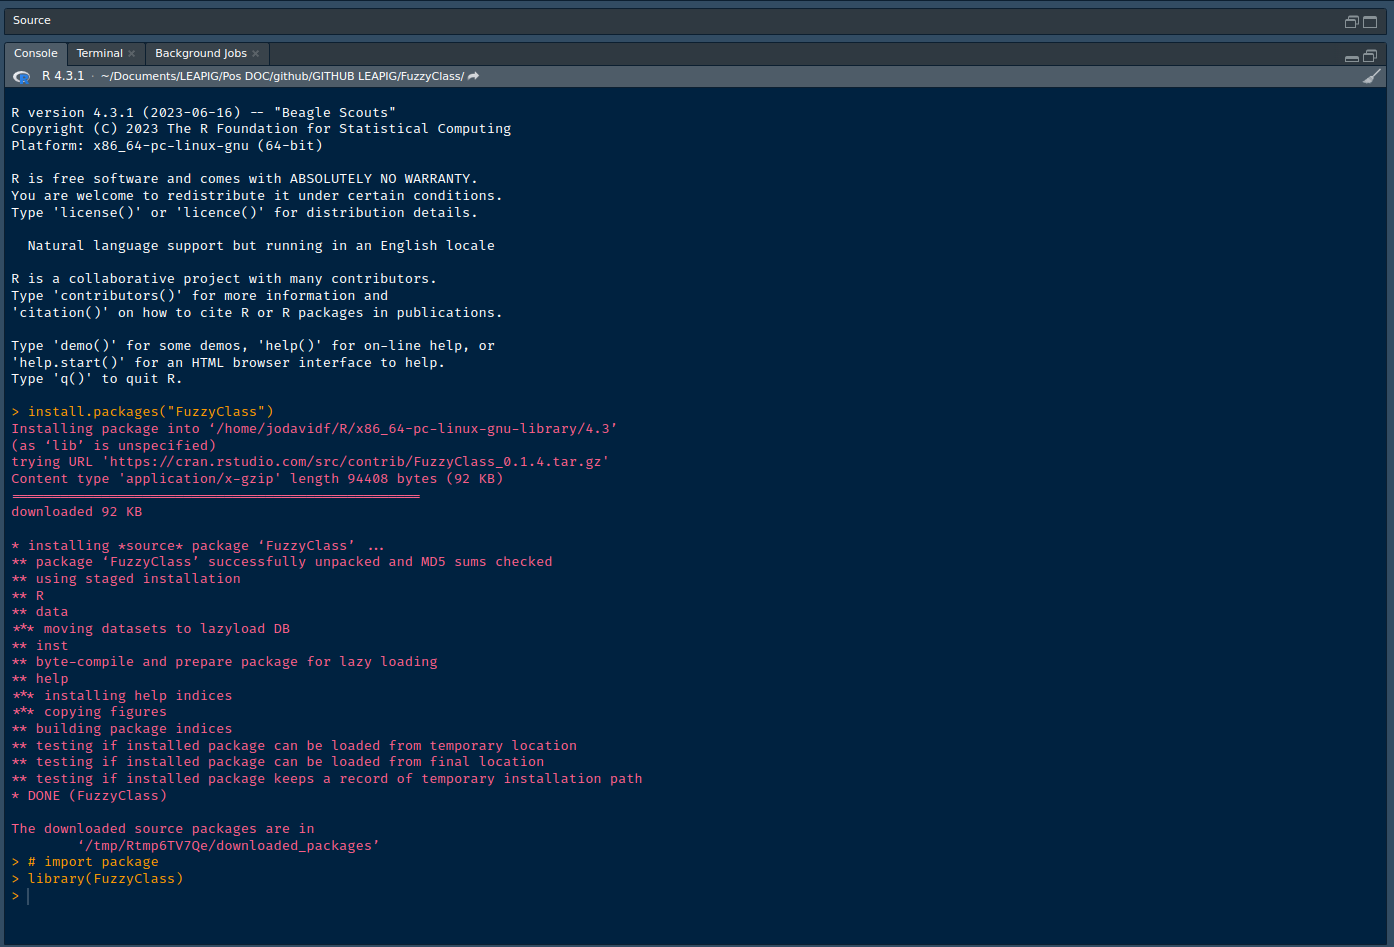 Source
Console Terminal Background Jobs
R 4.3.1 · ~/Documents/LEAPIG/Pos DOC/github/GITHUB LEAPIG/FuzzyClass/
R version 4.3.1 (2023-06-16) -- "Beagle Scouts"
Copyright (C) 2023 The R Foundation for Statistical Computing
Platform: x86_64-pc-linux-gnu (64-bit)
R is free software and comes with ABSOLUTELY NO WARRANTY.
You are welcome to redistribute it under certain conditions.
Type 'license()' or 'licence()' for distribution details.
Natural language support but running in an English locale
R is a collaborative project with many contributors.
Type 'contributors()' for more information and
'citation()' on how to cite R or R packages in publications.
Type 'demo()' for some demos, 'help()' for on-line help, or
'help.start()' for an HTML browser interface to help.
Type 'q()' to quit R.
> install.packages("FuzzyClass")
Installing package into ‘/home/jodavidf/R/x86_64-pc-linux-gnu-library/4.3’
(as ‘lib’ is unspecified)
trying URL 'https://cran.rstudio.com/src/contrib/FuzzyClass_0.1.4.tar.gz'
Content type 'application/x-gzip' length 94408 bytes (92 KB)
==================================================
downloaded 92 KB
* installing *source* package ‘FuzzyClass’ ...
** package ‘FuzzyClass’ successfully unpacked and MD5 sums checked
** using staged installation
** R
** data
*** moving datasets to lazyload DB
** inst
** byte-compile and prepare package for lazy loading
** help
*** installing help indices
*** copying figures
** building package indices
** testing if installed package can be loaded from temporary location
** testing if installed package can be loaded from final location
** testing if installed package keeps a record of temporary installation path
* DONE (FuzzyClass)
The downloaded source packages are in
‘/tmp/Rtmp6TV7Qe/downloaded_packages’
> # import package
> library(FuzzyClass)
>